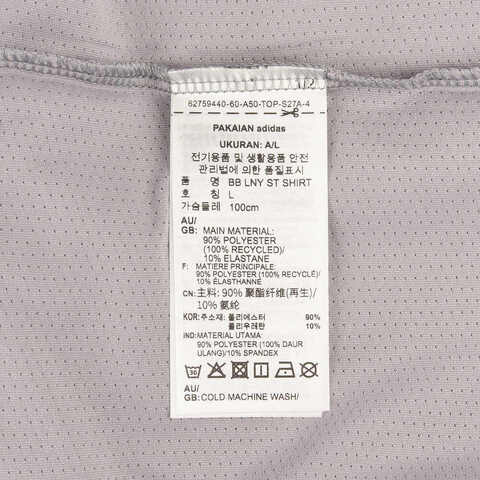 62759440-60-A50-TOP-S27A-4
PAKAIAN adidas
UKURAN: A/L
전기용품 및 생활용품 안전
관리법에 의한 품질표시
품 명 BB LNY ST SHIRT
호 칭 L
가슴둘레 100cm
AU/
GB: MAIN MATERIAL:
90% POLYESTER
(100% RECYCLED)/
10% ELASTANE
F: MATIERE PRINCIPALE:
90% POLYESTER (100% RECYCLÉ)/
10% ÉLASTHANNE
CN: 主料: 90% 聚酯纤维(再生)/
10% 氨纶
KOR: 주소재: 폴리에스터 90%
폴리우레탄 10%
IND: MATERIAL UTAMA:
90% POLYESTER (100% DAUR
ULANG)/10% SPANDEX
30
AU/
GB: COLD MACHINE WASH/